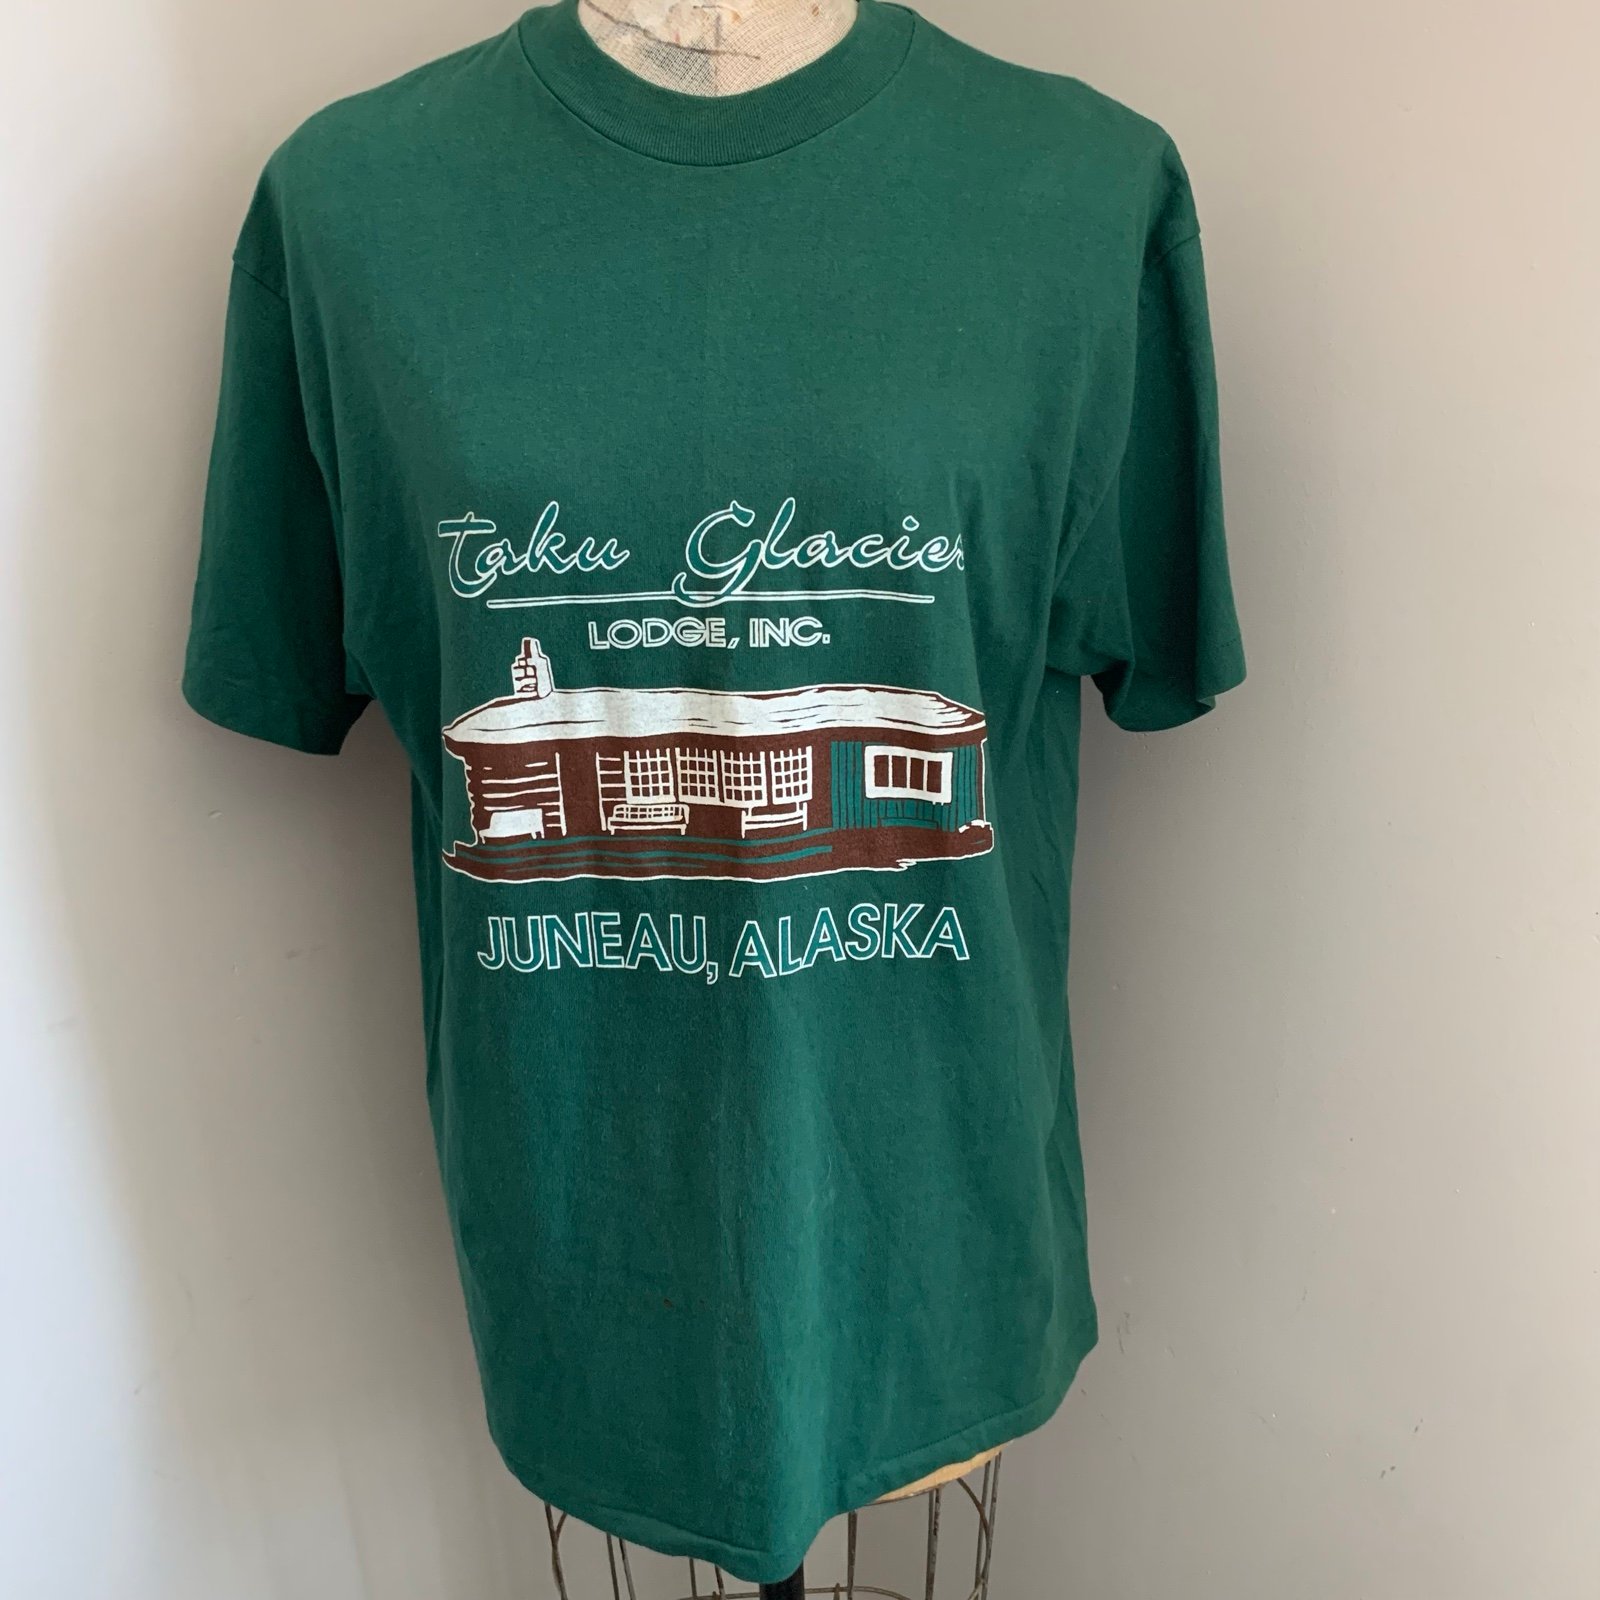 Taku Glacier
LODGE, INC.
JUNEAU, ALASKA